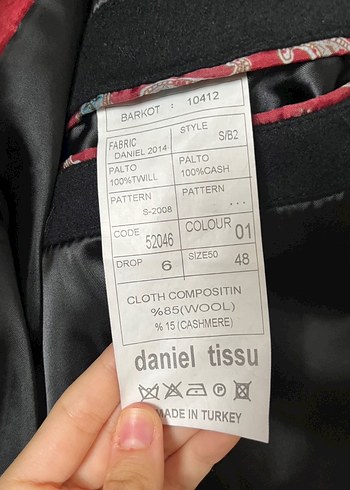 BARKOT : 10412
FABRIC
DANIEL 2014
STYLE
S/B2
PALTO
100%TWILL
PALTO
100%CASH
PATTERN
S-2008
PATTERN
...
CODE
52046
COLOUR
01
DROP
6
SIZE50
48
CLOTH COMPOSITIN
%85(WOOL)
% 15 (CASHMERE)
daniel tissu
P
MADE IN TURKEY